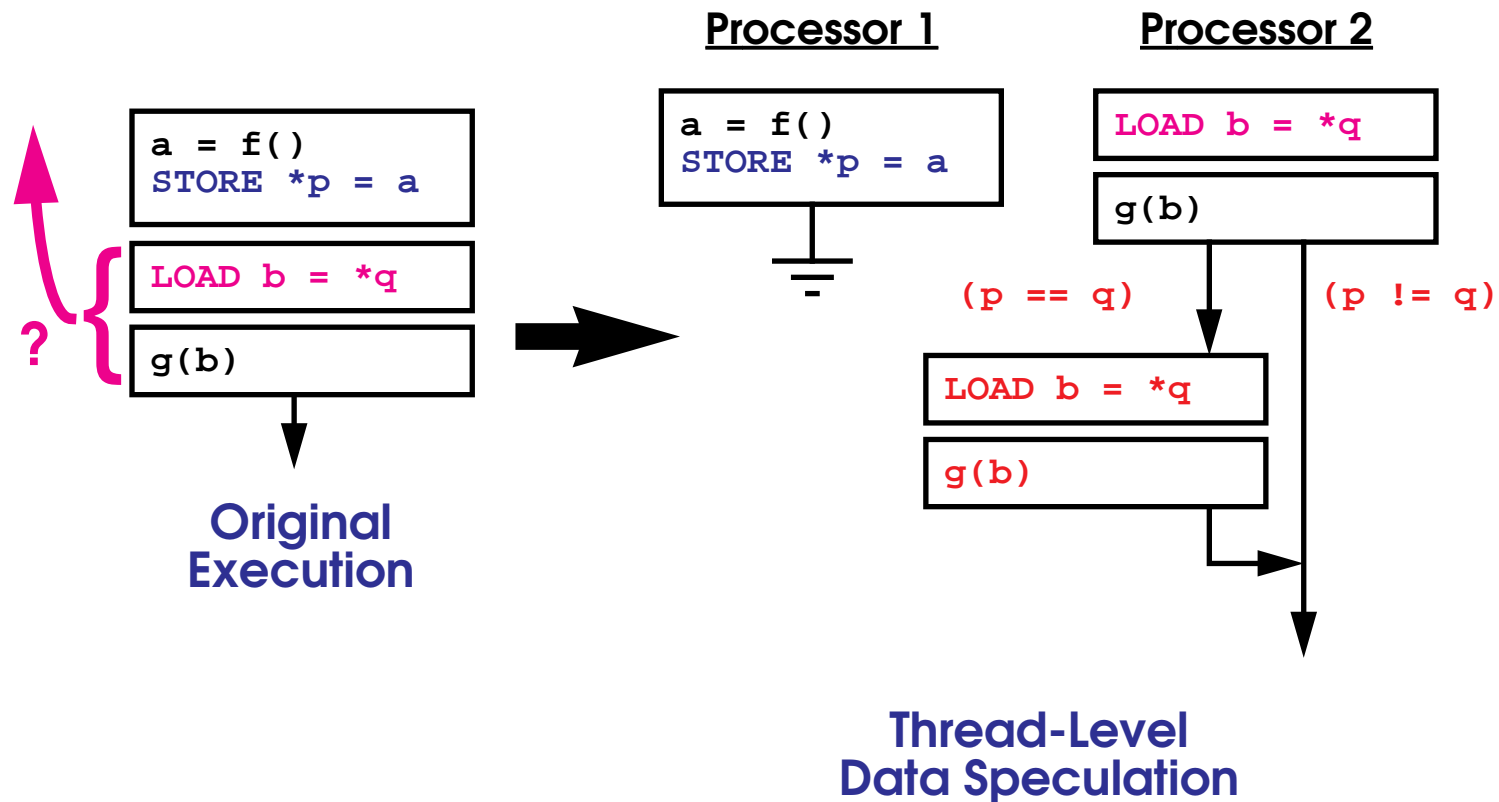 Processor 1
Processor 2
a = f()
STORE *p = a
LOAD b = *q
g(b)
?
Original
Execution
a = f()
STORE *p = a
LOAD b = *q
g(b)
(p == q)
(p != q)
LOAD b = *q
g(b)
Thread-Level
Data Speculation